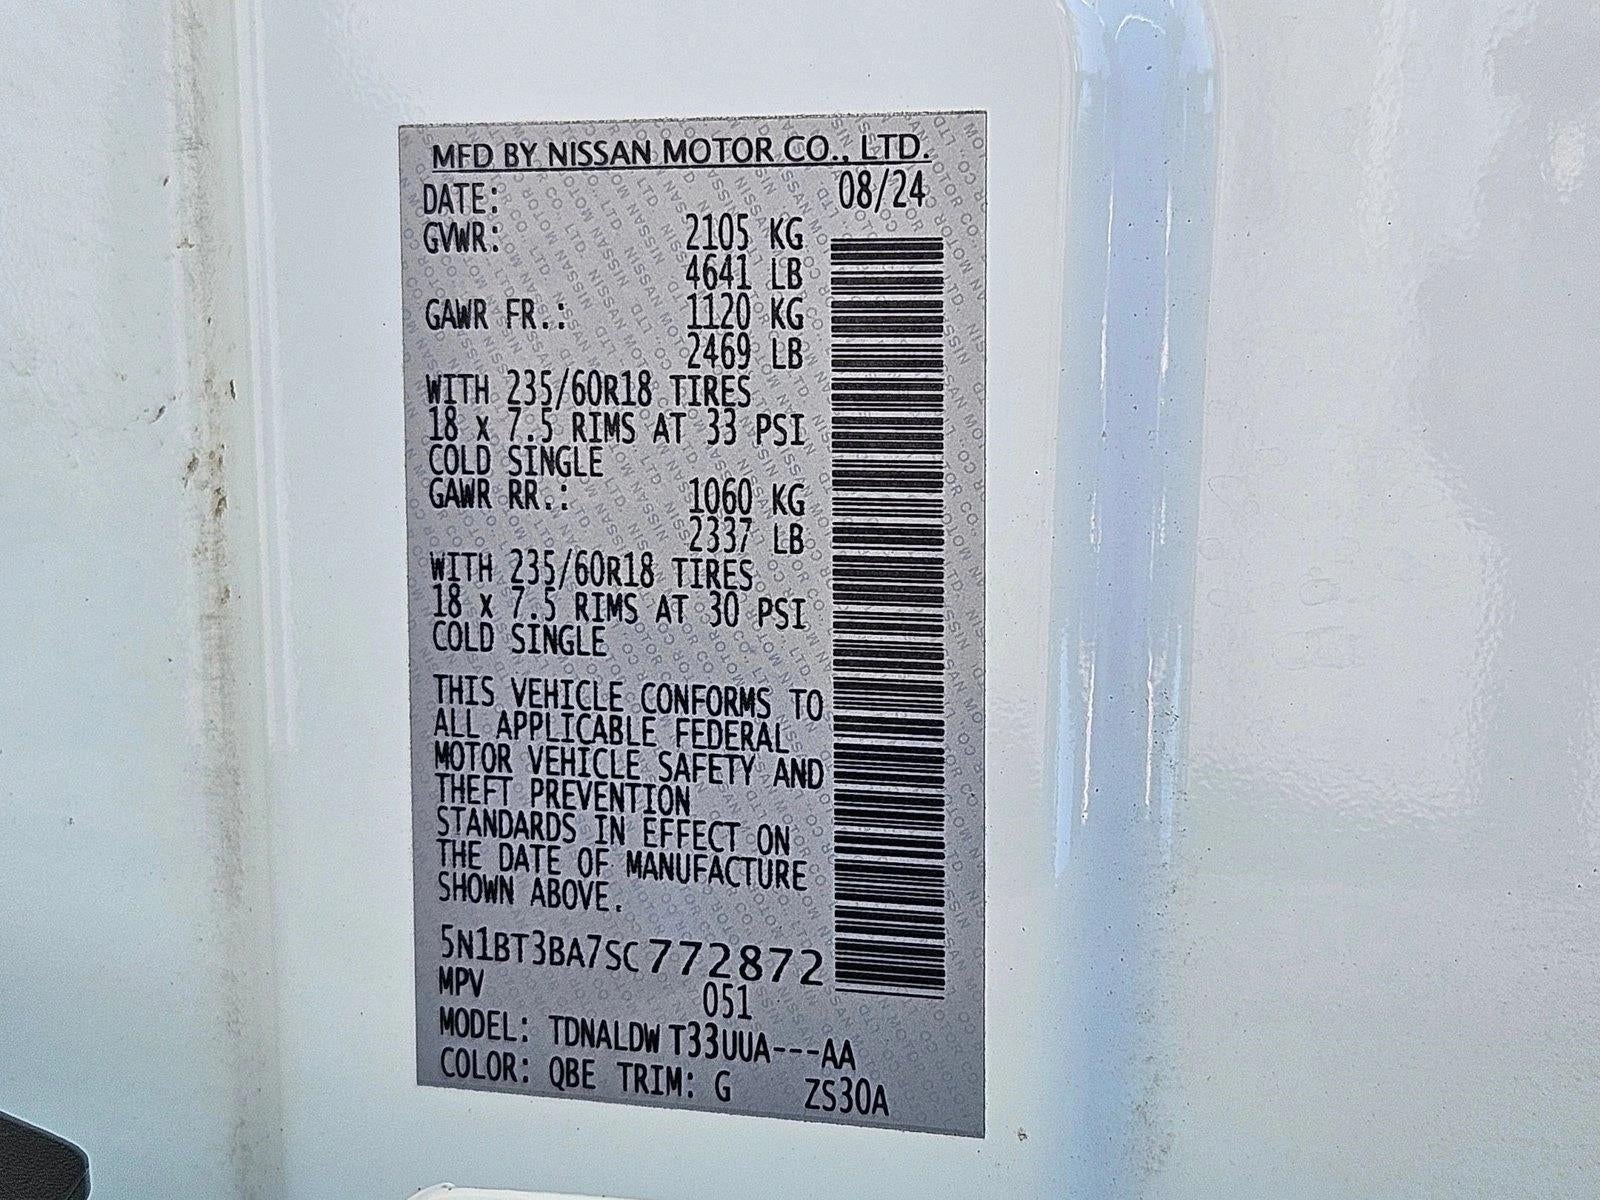 MFD BY NISSAN MOTOR CO., LTD.
DATE: 08/24
GVWR: 2105 KG
4641 LB
GAWR FR.: 1120 KG
2469 LB
WITH 235/60R18 TIRES
18 x 7.5 RIMS AT 33 PSI
COLD SINGLE
GAWR RR.: 1060 KG
2337 LB
WITH 235/60R18 TIRES
18 x 7.5 RIMS AT 30 PSI
COLD SINGLE
THIS VEHICLE CONFORMS TO
ALL APPLICABLE FEDERAL
MOTOR VEHICLE SAFETY AND
THEFT PREVENTION
STANDARDS IN EFFECT ON
THE DATE OF MANUFACTURE
SHOWN ABOVE.
5N1BT3BA7SC772872
MPV 051
MODEL: TDNALDW T33UUA---AA
COLOR: QBE TRIM: G ZS30A